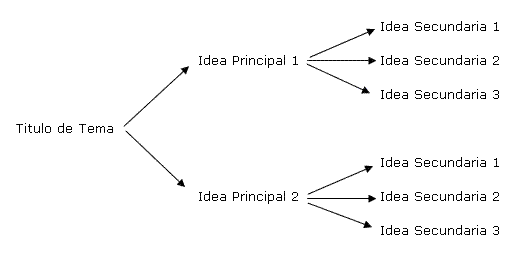 Titulo de Tema
Idea Principal 1
Idea Secundaria 1
Idea Secundaria 2
Idea Secundaria 3
Idea Principal 2
Idea Secundaria 1
Idea Secundaria 2
Idea Secundaria 3